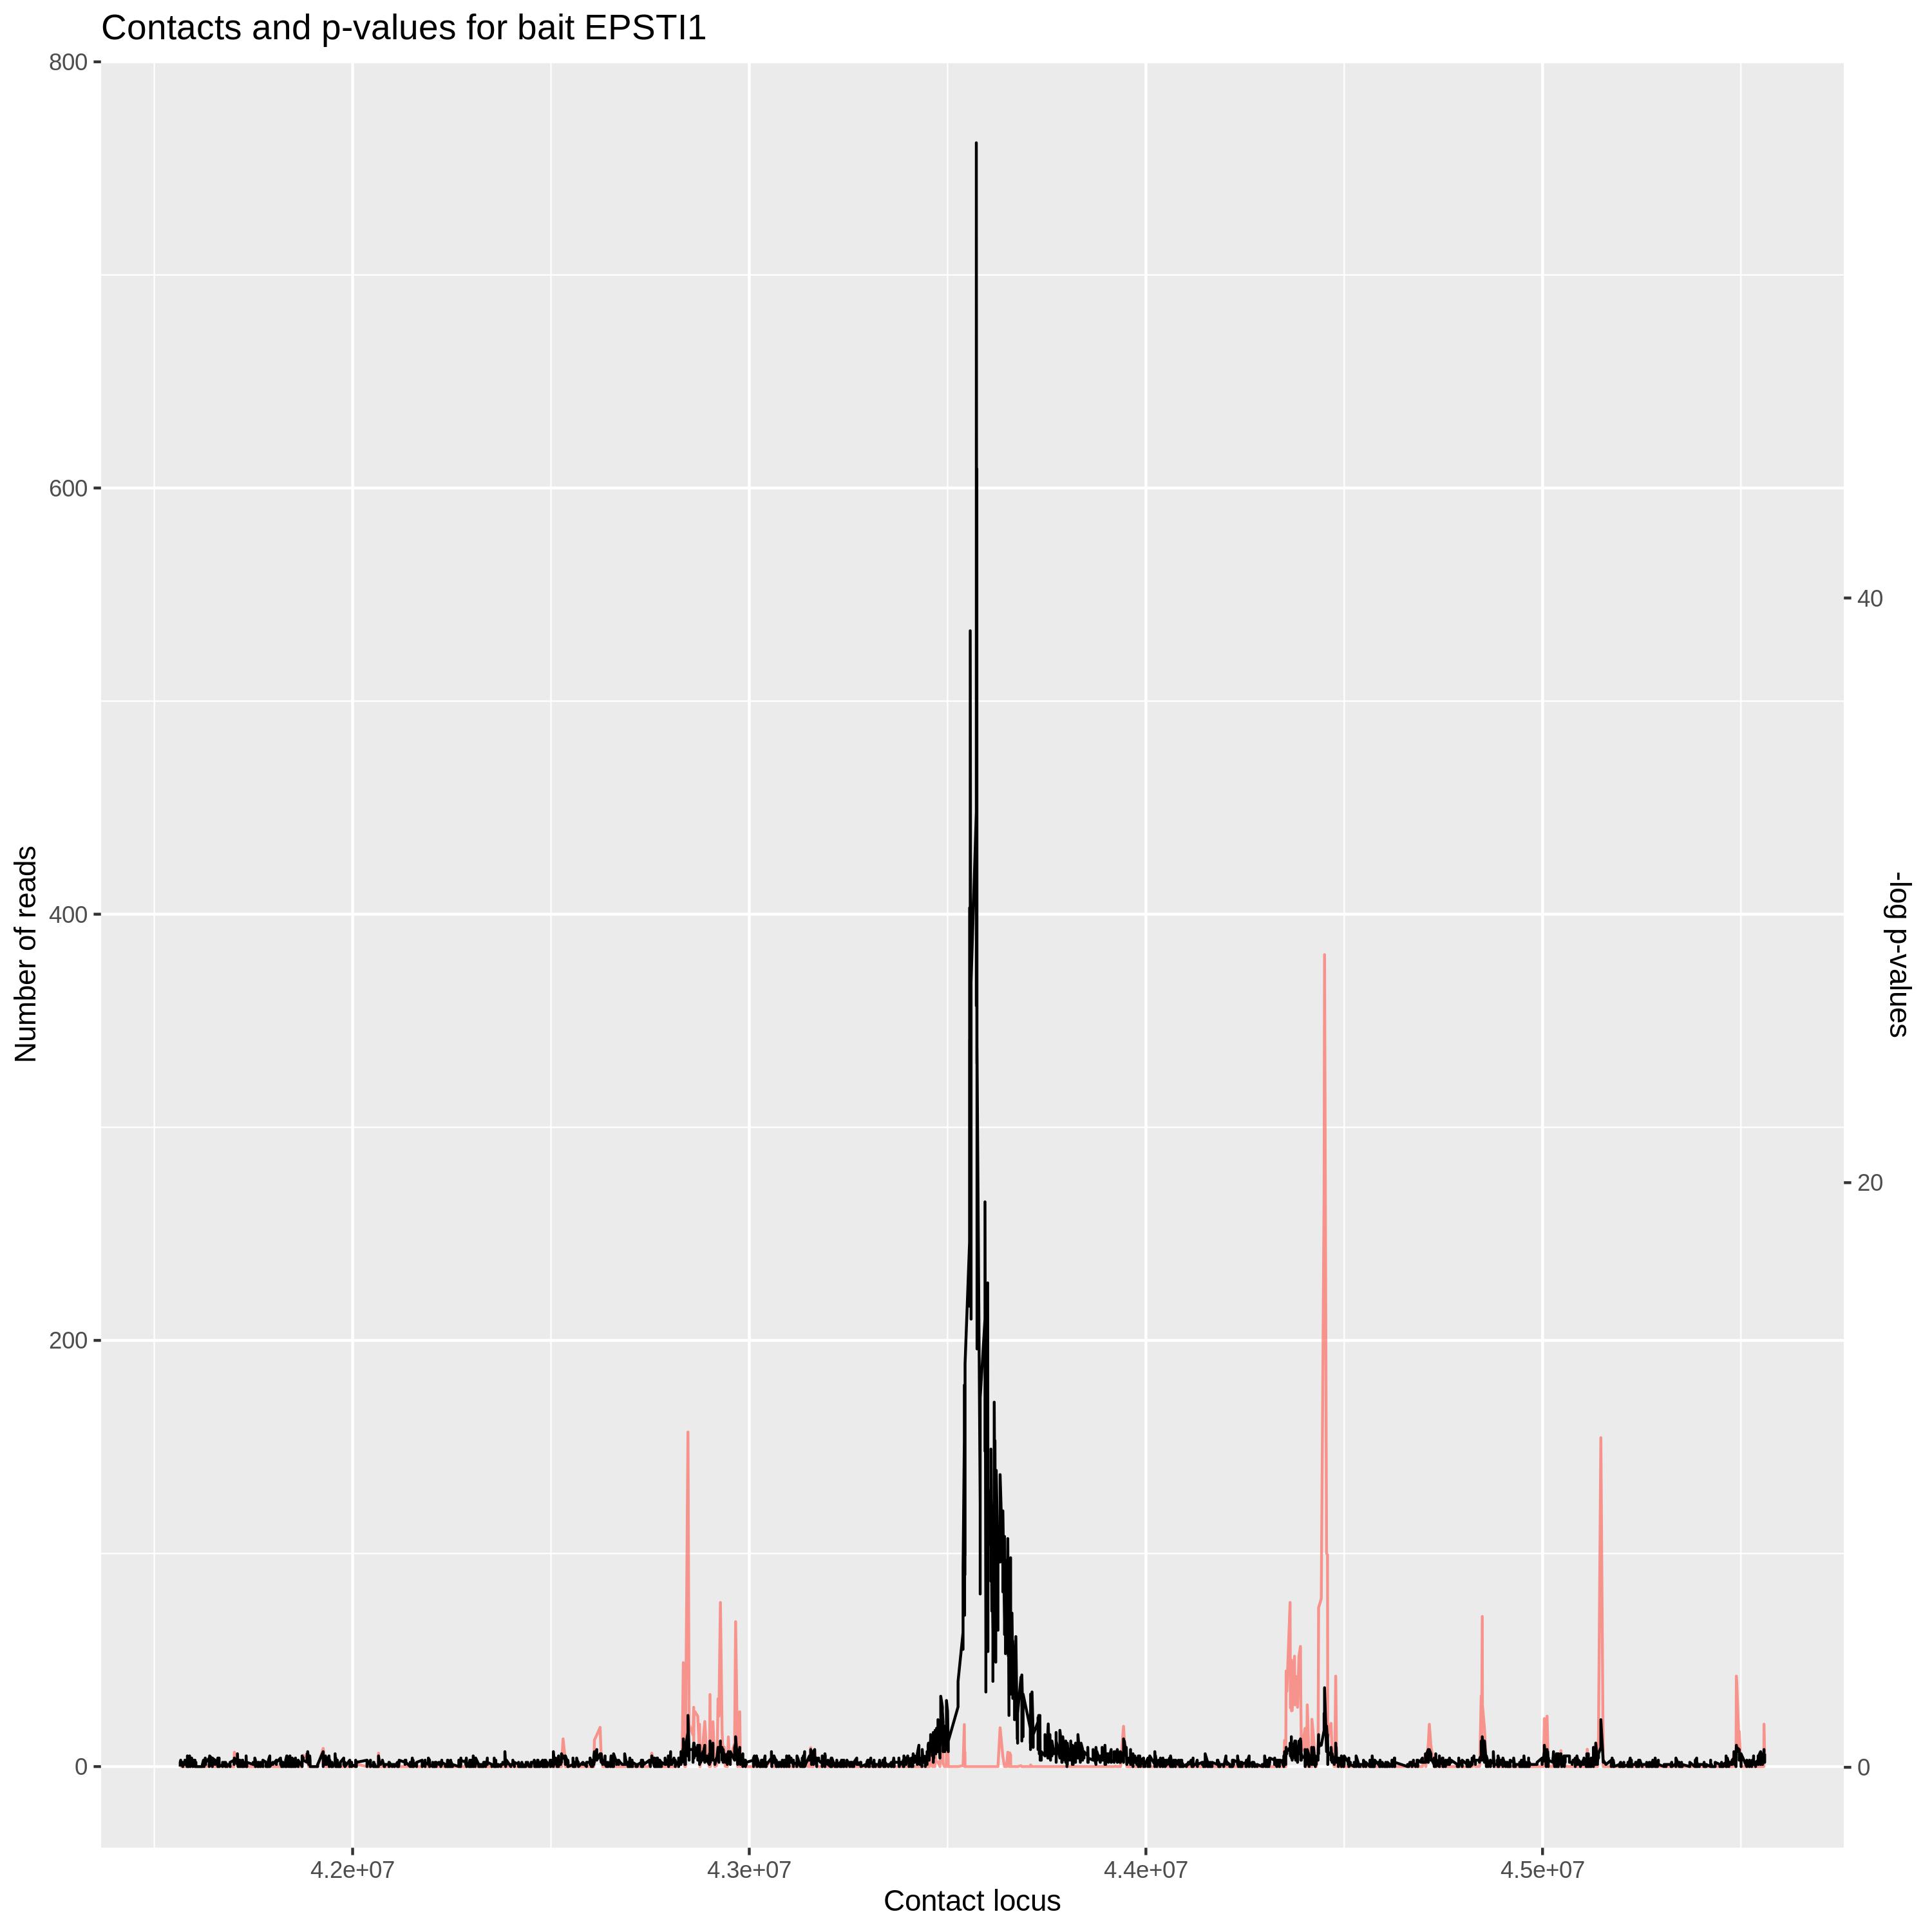 Contacts and p-values for bait EPSTI1
800
600
400
200
0
Number of reads
40
20
0
-log p-values
4.2e+07 4.3e+07 4.4e+07 4.5e+07
Contact locus